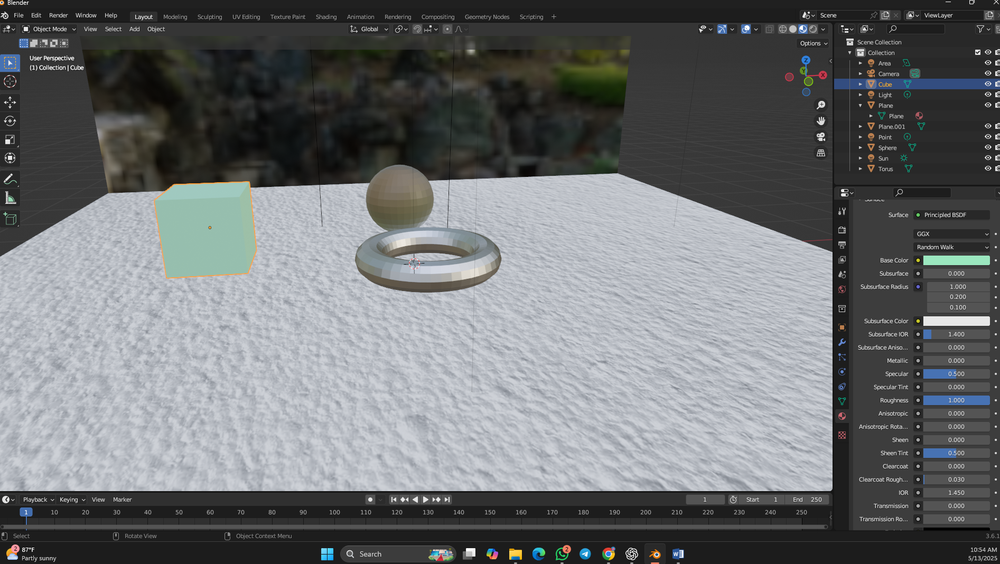 Blender
File Edit Render Window Help Layout Modeling Sculpting UV Editing Texture Paint Shading Animation Rendering Compositing Geometry Nodes Scripting + Scene ViewLayer
Object Mode View Select Add Object Global
Options
User Perspective
(1) Collection | Cube
Z
Y
X
Scene Collection
Collection
Area
Camera
Cube
Light
Plane
Plane
Plane.001
Point
Sphere
Sun
Torus
Surface
Surface Principled BSDF
GGX
Random Walk
Base Color
Subsurface 0.000
Subsurface Radius 1.000
0.200
0.100
Subsurface Color
Subsurface IOR 1.400
Subsurface Aniso... 0.000
Metallic 0.000
Specular 0.500
Specular Tint 0.000
Roughness 1.000
Anisotropic 0.000
Anisotropic Rota... 0.000
Sheen 0.000
Sheen Tint 0.500
Clearcoat 0.000
Clearcoat Rough... 0.030
IOR 1.450
Transmission 0.000
Transmission Ro... 0.000
Playback Keying View Marker 1 Start 1 End 250
1 10 20 30 40 50 60 70 80 90 100 110 120 130 140 150 160 170 180 190 200 210 220 230 240 250
Select Rotate View Object Context Menu 3.6.1
2 87°F
Partly sunny
Search
2
10:54 AM
5/13/2025